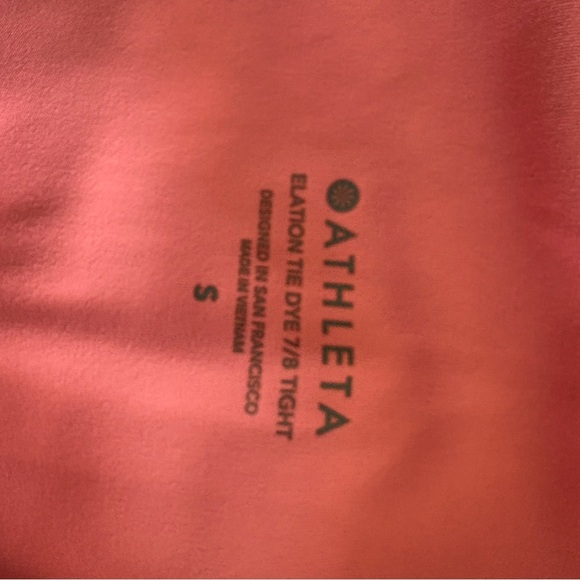 ATHLETA
ELATION TIE DYE 7/8 TIGHT
DESIGNED IN SAN FRANCISCO
MADE IN VIETNAM
S